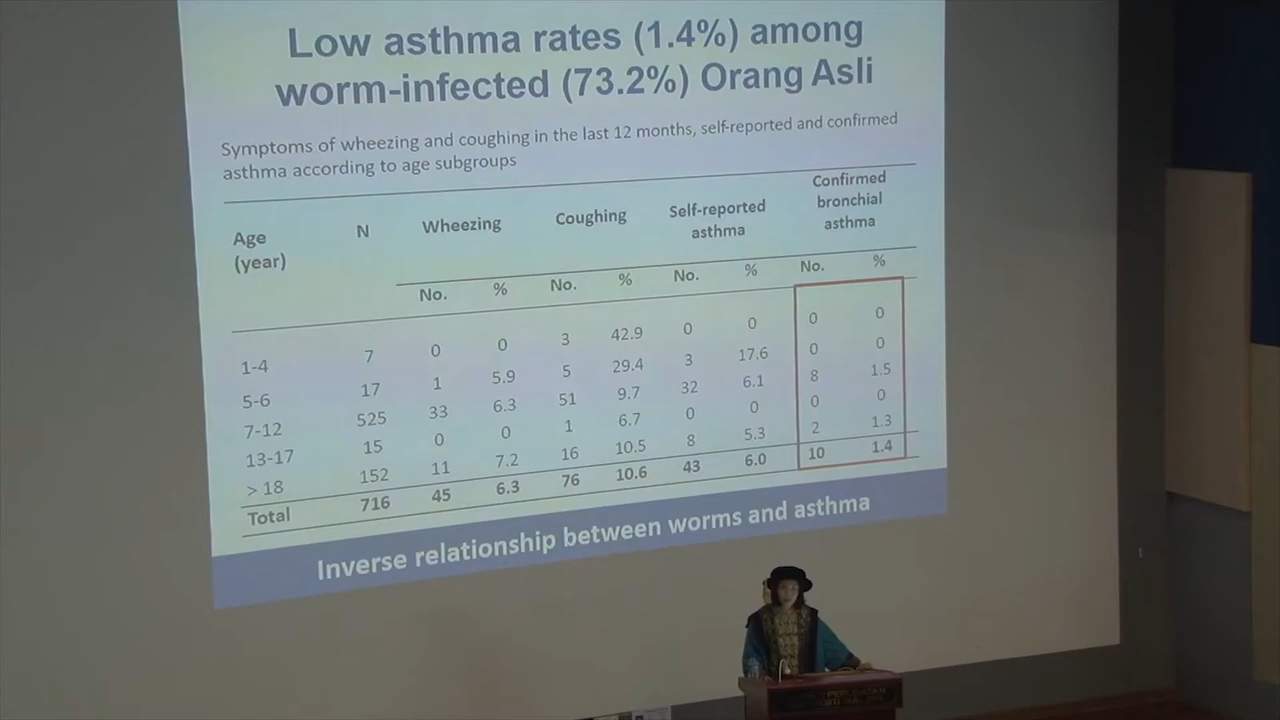 Low asthma rates (1.4%) among
worm-infected (73.2%) Orang Asli
Symptoms of wheezing and coughing in the last 12 months, self-reported and confirmed
asthma according to age subgroups
Age (year) N Wheezing Coughing Self-reported asthma Confirmed bronchial asthma
No. % No. % No. % No. %
1-4 7 0 0 3 42.9 0 0 0 0
5-6 17 1 5.9 5 29.4 3 17.6 0 0
7-12 525 33 6.3 51 9.7 32 6.1 8 1.5
13-17 15 0 0 1 6.7 0 0 0 0
> 18 152 11 7.2 16 10.5 8 5.3 2 1.3
Total 716 45 6.3 76 10.6 43 6.0 10 1.4
Inverse relationship between worms and asthma